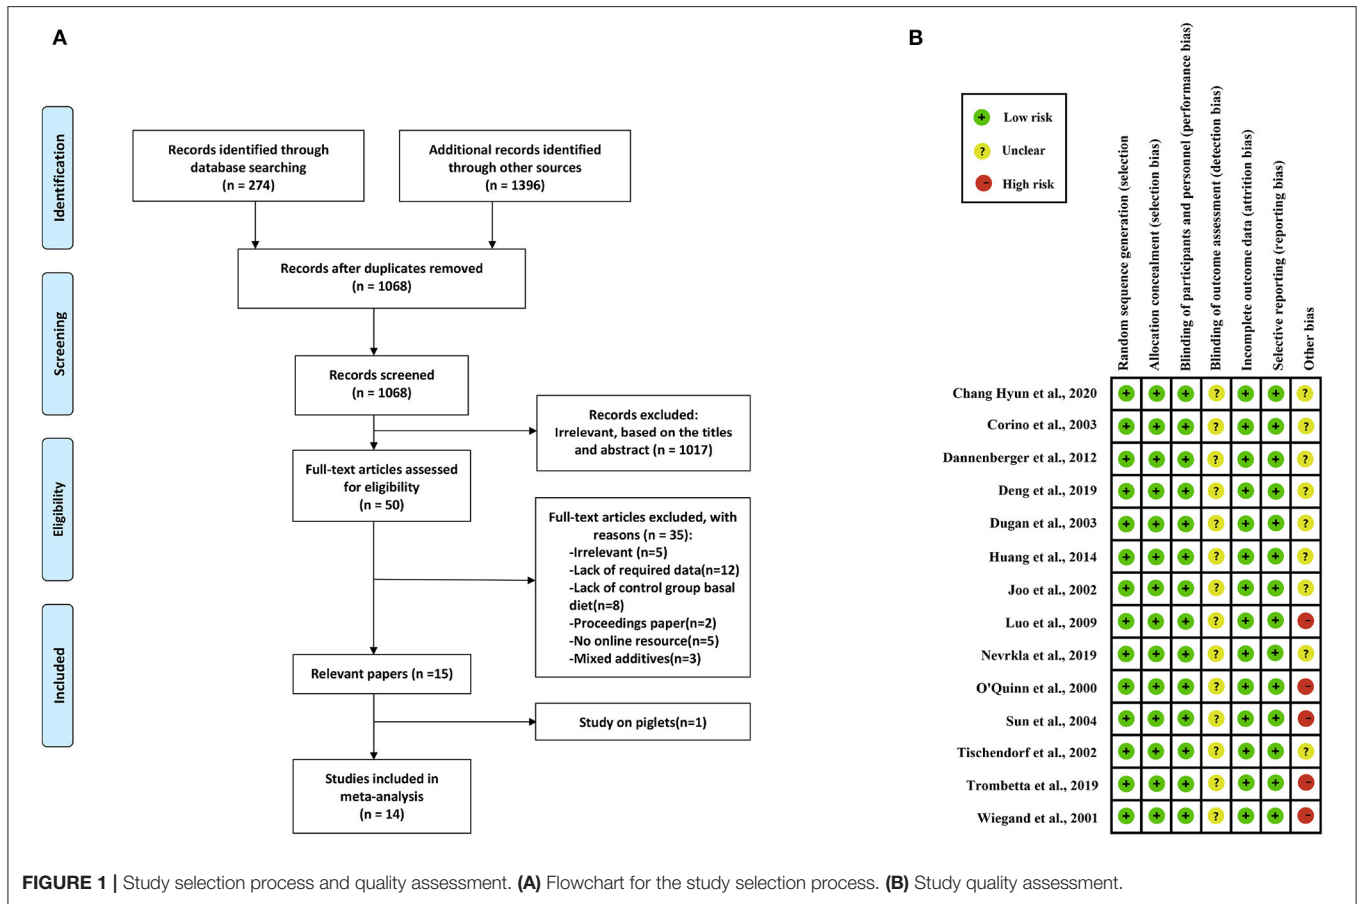 A
Identification
Screening
Eligibility
Included
Records identified through
database searching
(n = 274)
Additional records identified
through other sources
(n = 1396)
Records after duplicates removed
(n = 1068)
Records screened
(n = 1068)
Records excluded:
Irrelevant, based on the titles
and abstract (n = 1017)
Full-text articles assessed
for eligibility
(n = 50)
Full-text articles excluded, with
reasons (n = 35):
-Irrelevant (n=5)
-Lack of required data(n=12)
-Lack of control group basal
diet(n=8)
-Proceedings paper(n=2)
-No online resource(n=5)
-Mixed additives(n=3)
Relevant papers (n =15)
Study on piglets(n=1)
Studies included in
meta-analysis
(n = 14)
B
+ Low risk
? Unclear
- High risk
Random sequence generation (selection
Allocation concealment (selection bias)
Blinding of participants and personnel (performance bias)
Blinding of outcome assessment (detection bias)
Incomplete outcome data (attrition bias)
Selective reporting (reporting bias)
Other bias
Chang Hyun et al., 2020 + + + ? + + ?
Corino et al., 2003 + + + ? + + ?
Dannenberger et al., 2012 + + + ? + + ?
Deng et al., 2019 + + + ? + + ?
Dugan et al., 2003 + + + ? + + ?
Huang et al., 2014 + + + ? + + ?
Joo et al., 2002 + + + ? + + ?
Luo et al., 2009 + + + ? + + -
Nevrkla et al., 2019 + + + ? + + ?
O'Quinn et al., 2000 + + + ? + + -
Sun et al., 2004 + + + ? + + -
Tischendorf et al., 2002 + + + ? + + ?
Trombetta et al., 2019 + + + ? + + -
Wiegand et al., 2001 + + + ? + + -
FIGURE 1 | Study selection process and quality assessment. (A) Flowchart for the study selection process. (B) Study quality assessment.